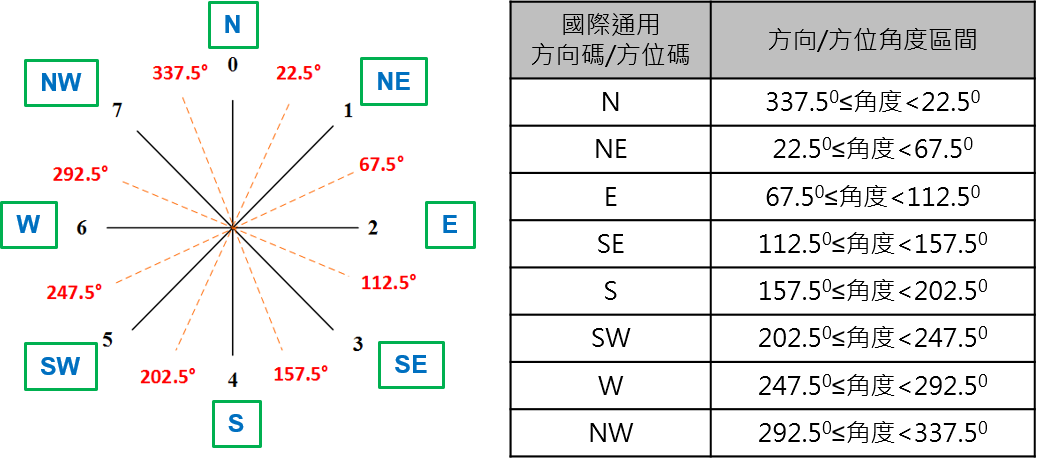 N
0
337.5°
22.5°
NW
NE
7
1
292.5°
67.5°
W
6
2
E
247.5°
112.5°
5
3
SW
SE
202.5°
4
157.5°
S
國際通用
方向碼/方位碼
方向/方位角度區間
N
337.5⁰≤角度<22.5⁰
NE
22.5⁰≤角度<67.5⁰
E
67.5⁰≤角度<112.5⁰
SE
112.5⁰≤角度<157.5⁰
S
157.5⁰≤角度<202.5⁰
SW
202.5⁰≤角度<247.5⁰
W
247.5⁰≤角度<292.5⁰
NW
292.5⁰≤角度<337.5⁰